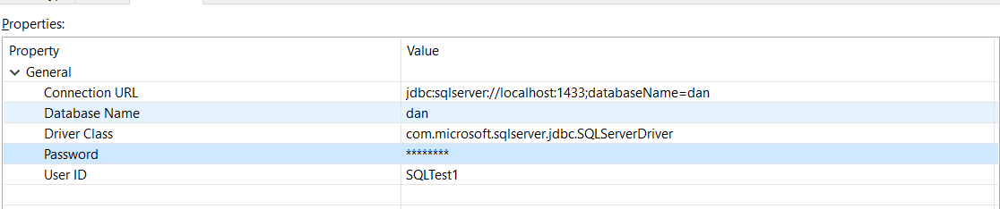 Properties:
Property Value
General
Connection URL jdbc:sqlserver://localhost:1433;databaseName=dan
Database Name dan
Driver Class com.microsoft.sqlserver.jdbc.SQLServerDriver
Password ********
User ID SQLTest1